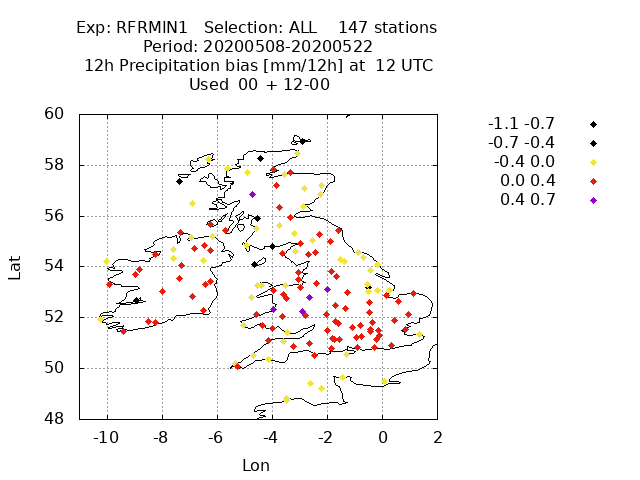 Exp: RFRMIN1 Selection: ALL 147 stations
Period: 20200508-20200522
12h Precipitation bias [mm/12h] at 12 UTC
Used 00 + 12-00
-1.1 -0.7
-0.7 -0.4
-0.4 0.0
0.0 0.4
0.4 0.7
60
58
56
54
52
50
48
Lat
-10 -8 -6 -4 -2 0 2
Lon